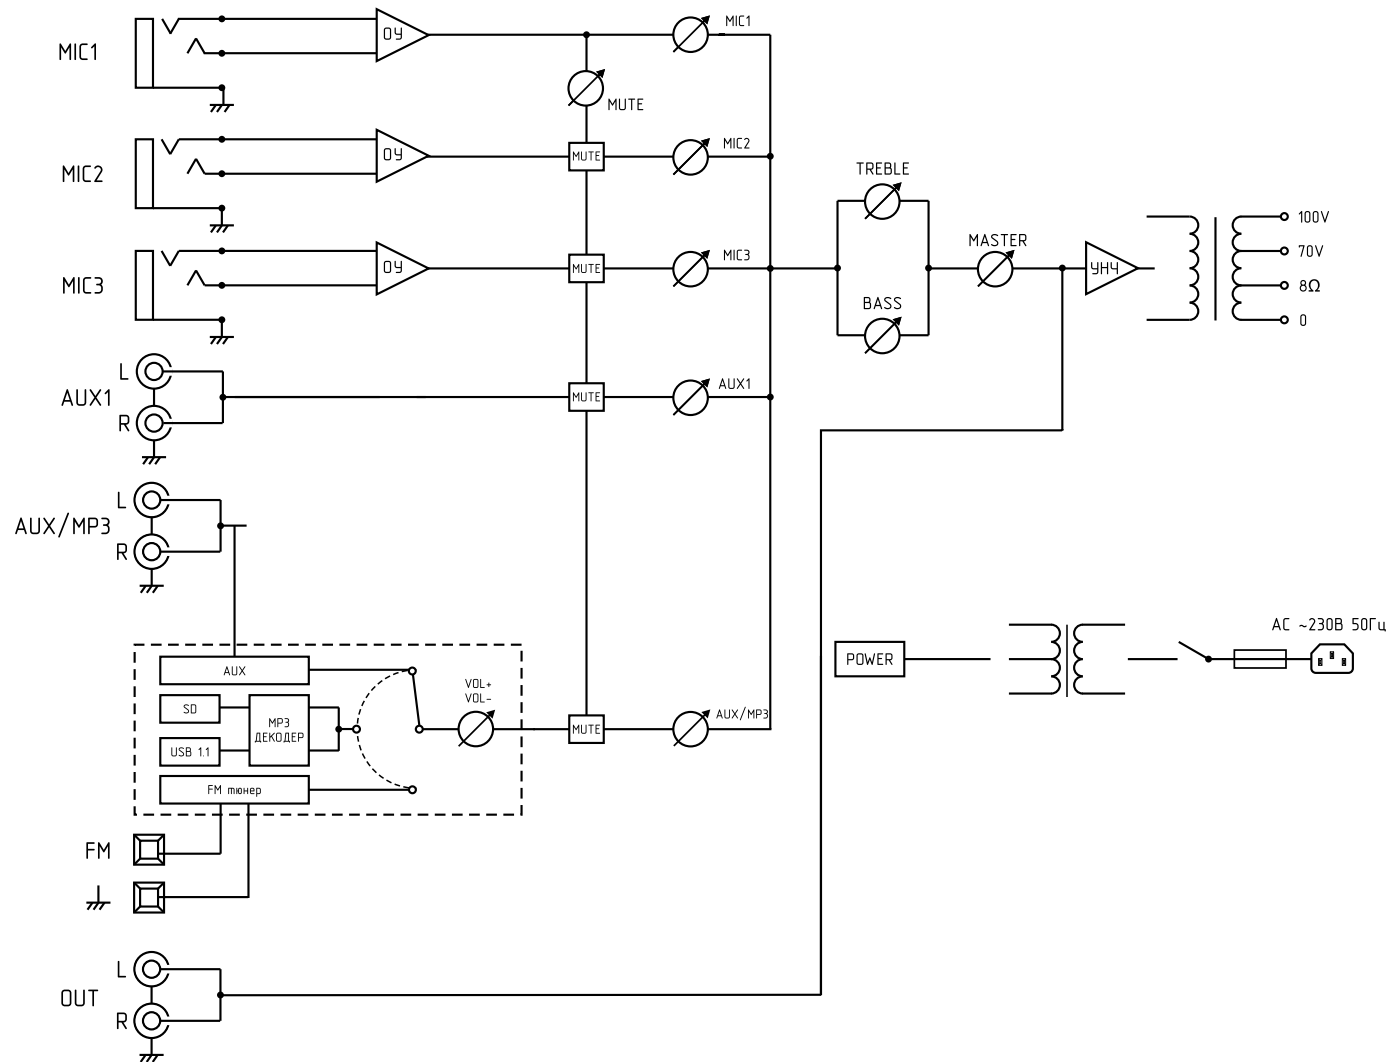 MIC1
ОУ
MIC1
MUTE
MIC2
ОУ
MUTE
MIC2
MIC3
ОУ
MUTE
MIC3
TREBLE
BASS
MASTER
УНЧ
100V
70V
8Ω
0
L
AUX1
R
MUTE
AUX1
L
AUX/MP3
R
AUX
SD
USB 1.1
MP3
ДЕКОДЕР
FM тюнер
VOL+
VOL-
MUTE
AUX/MP3
POWER
AC ~230В 50Гц
FM
L
OUT
R